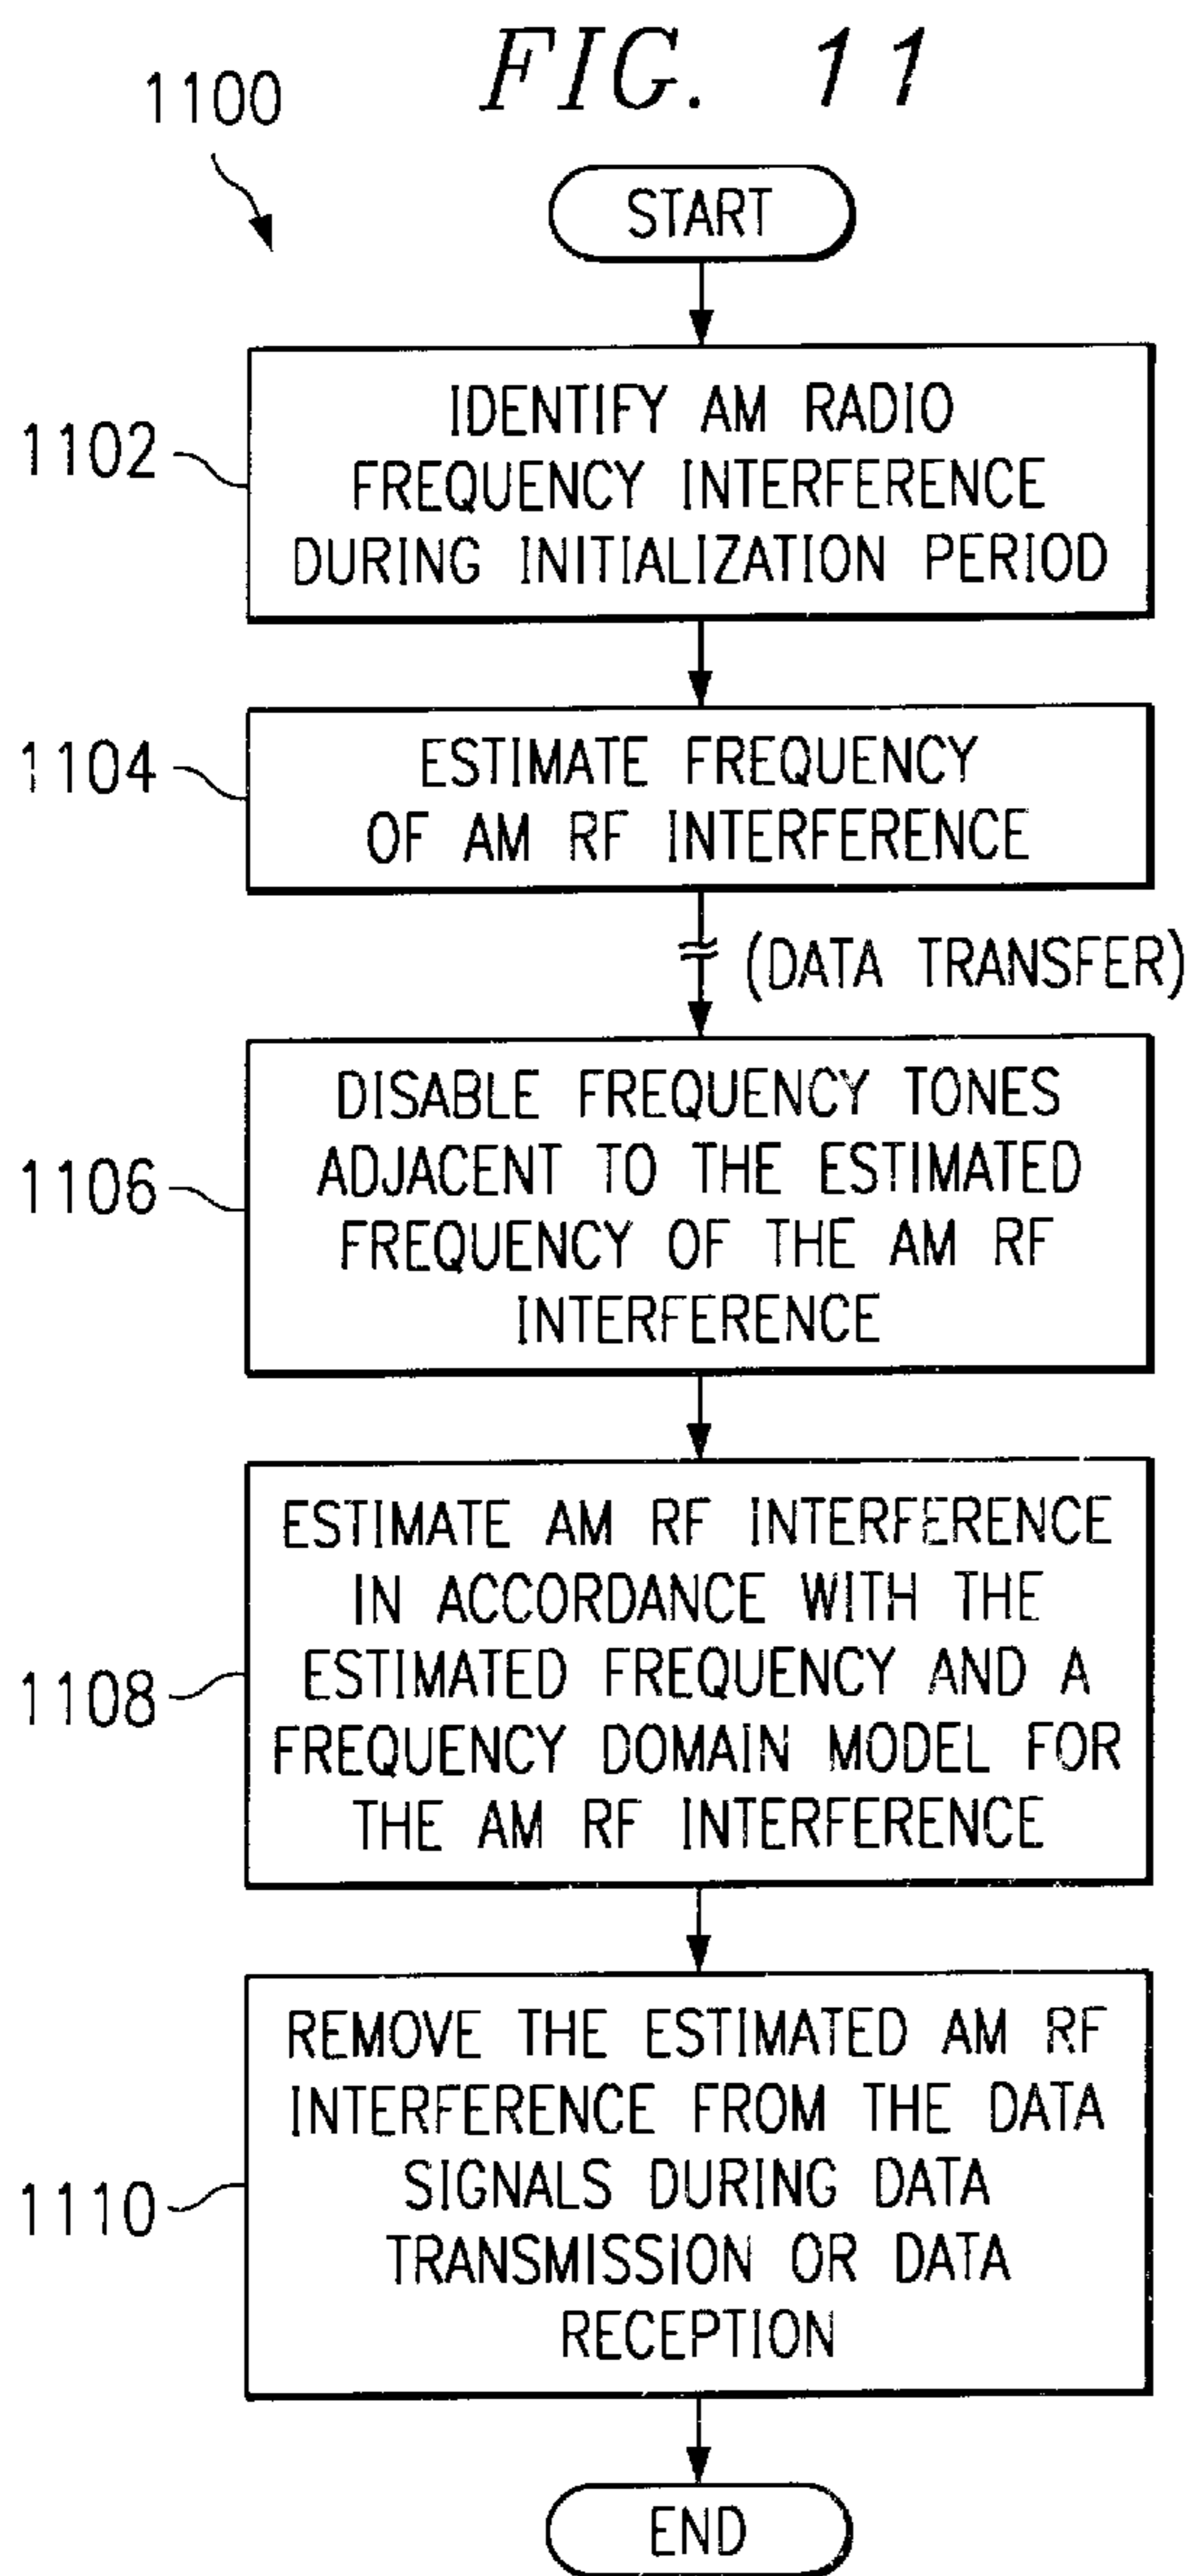 FIG. 11
1100
START
1102
IDENTIFY AM RADIO
FREQUENCY INTERFERENCE
DURING INITIALIZATION PERIOD
1104
ESTIMATE FREQUENCY
OF AM RF INTERFERENCE
(DATA TRANSFER)
1106
DISABLE FREQUENCY TONES
ADJACENT TO THE ESTIMATED
FREQUENCY OF THE AM RF
INTERFERENCE
1108
ESTIMATE AM RF INTERFERENCE
IN ACCORDANCE WITH THE
ESTIMATED FREQUENCY AND A
FREQUENCY DOMAIN MODEL FOR
THE AM RF INTERFERENCE
1110
REMOVE THE ESTIMATED AM RF
INTERFERENCE FROM THE DATA
SIGNALS DURING DATA
TRANSMISSION OR DATA
RECEPTION
END